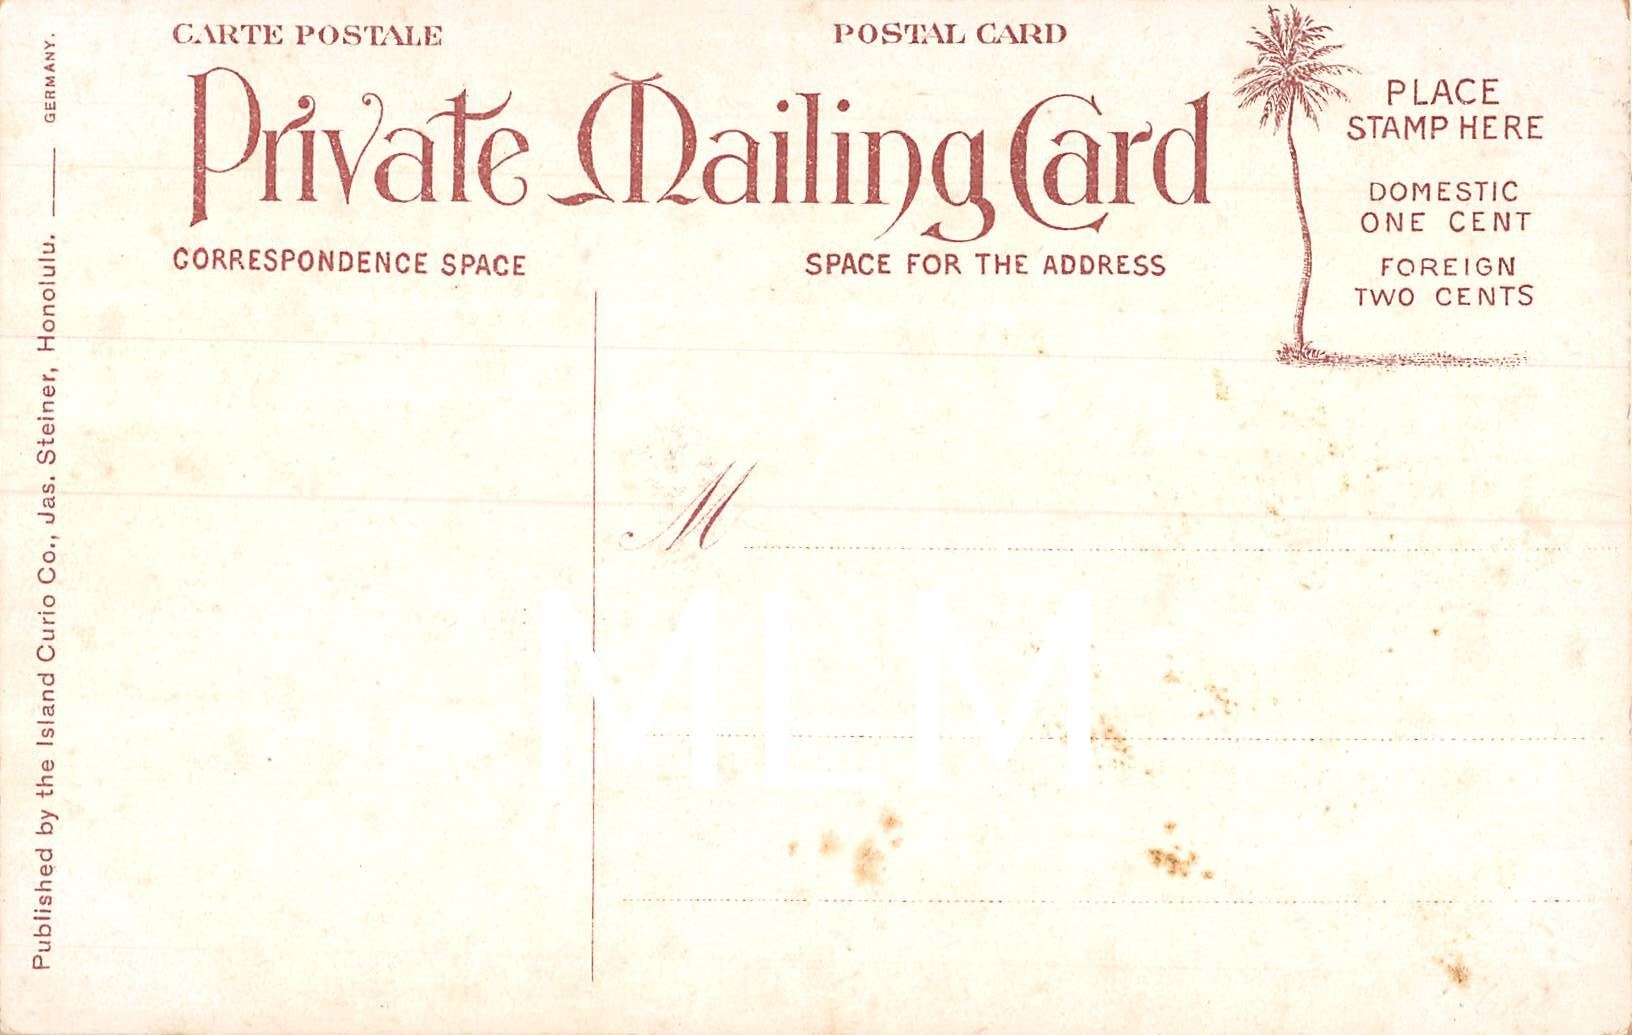 CARTE POSTALE
POSTAL CARD
Private Mailing Card
CORRESPONDENCE SPACE
SPACE FOR THE ADDRESS
PLACE
STAMP HERE
DOMESTIC
ONE CENT
FOREIGN
TWO CENTS
M
MLM
Published by the Island Curio Co., Jas. Steiner, Honolulu. —— GERMANY.